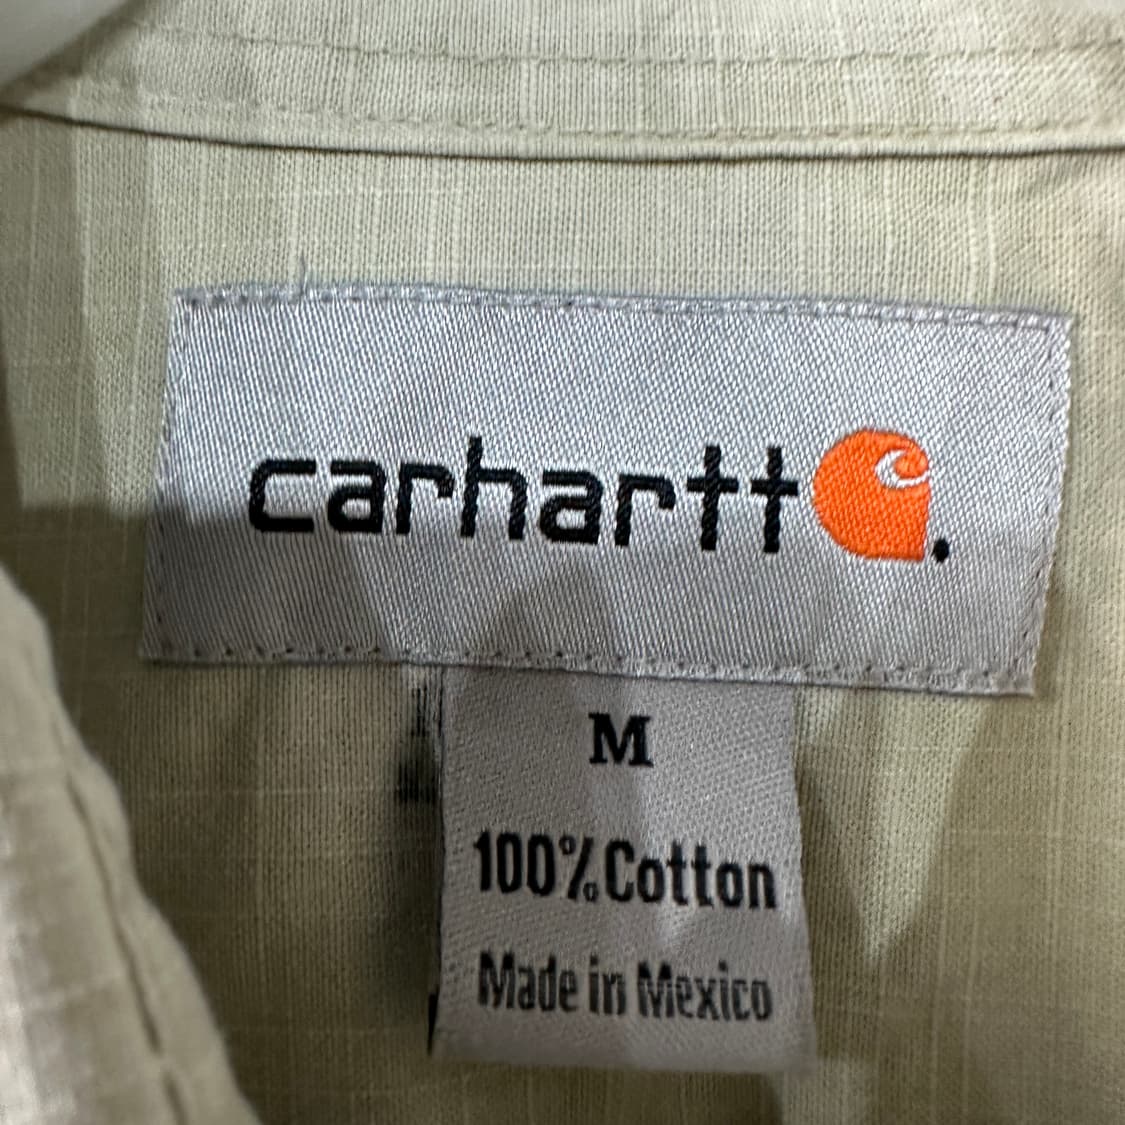 carhartt.
M
100% Cotton
Made in Mexico